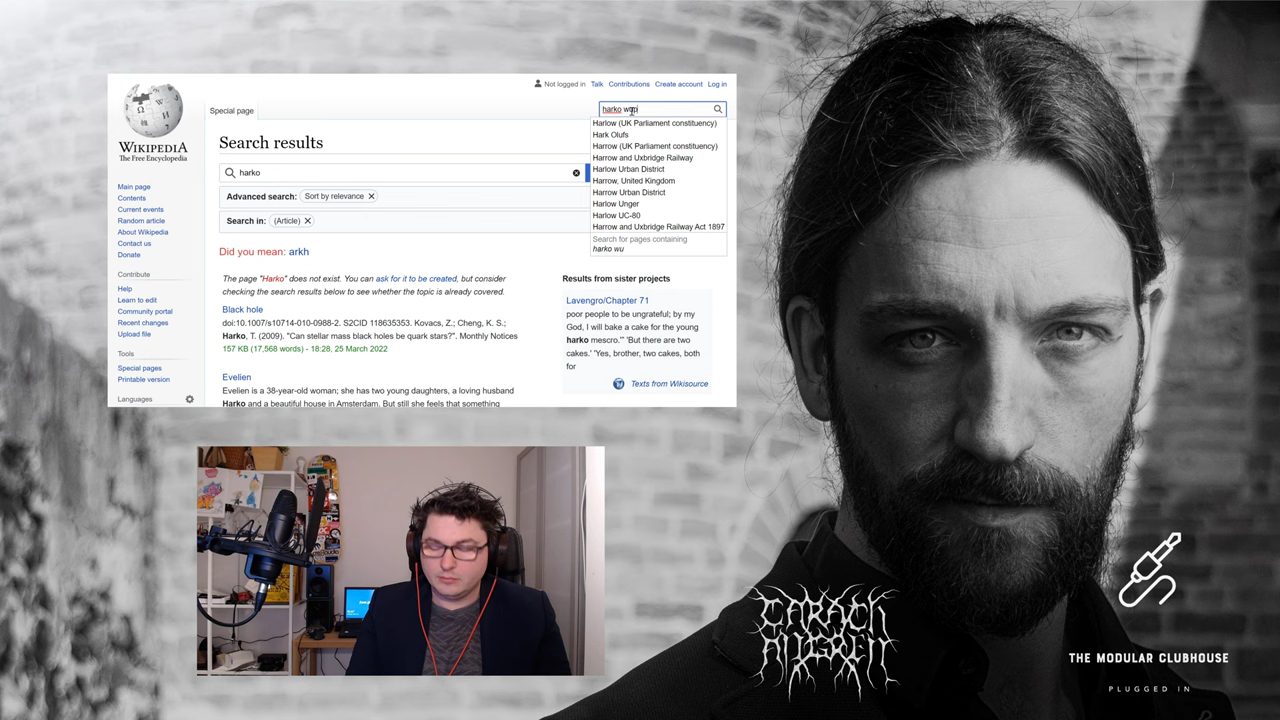 Not logged in Talk Contributions Create account Log in
Special page
harko wu
WIKIPEDIA
The Free Encyclopedia
Main page
Contents
Current events
Random article
About Wikipedia
Contact us
Donate
Contribute
Help
Learn to edit
Community portal
Recent changes
Upload file
Tools
Special pages
Printable version
Languages
Search results
harko
Advanced search: Sort by relevance
Search in: (Article)
Did you mean: arkh
The page "Harko" does not exist. You can ask for it to be created, but consider
checking the search results below to see whether the topic is already covered.
Black hole
doi:10.1007/s10714-010-0988-2. S2CID 118635353. Kovacs, Z.; Cheng, K. S.;
Harko, T. (2009). "Can stellar mass black holes be quark stars?". Monthly Notices
157 KB (17,568 words) - 18:28, 25 March 2022
Evelien
Evelien is a 38-year-old woman; she has two young daughters, a loving husband
Harko and a beautiful house in Amsterdam. But still she feels that something
Harlow (UK Parliament constituency)
Hark Olufs
Harrow (UK Parliament constituency)
Harrow and Uxbridge Railway
Harlow Urban District
Harrow, United Kingdom
Harrow Urban District
Harlow Unger
Harlow UC-80
Harrow and Uxbridge Railway Act 1897
Search for pages containing
harko wu
Results from sister projects
Lavengro/Chapter 71
poor people to be ungrateful; by my
God, I will bake a cake for the young
harko mescro.'" 'But there are two
cakes.' 'Yes, brother, two cakes, both
for
Texts from Wikisource
CARACH
ANGREN
THE MODULAR CLUBHOUSE
PLUGGED IN